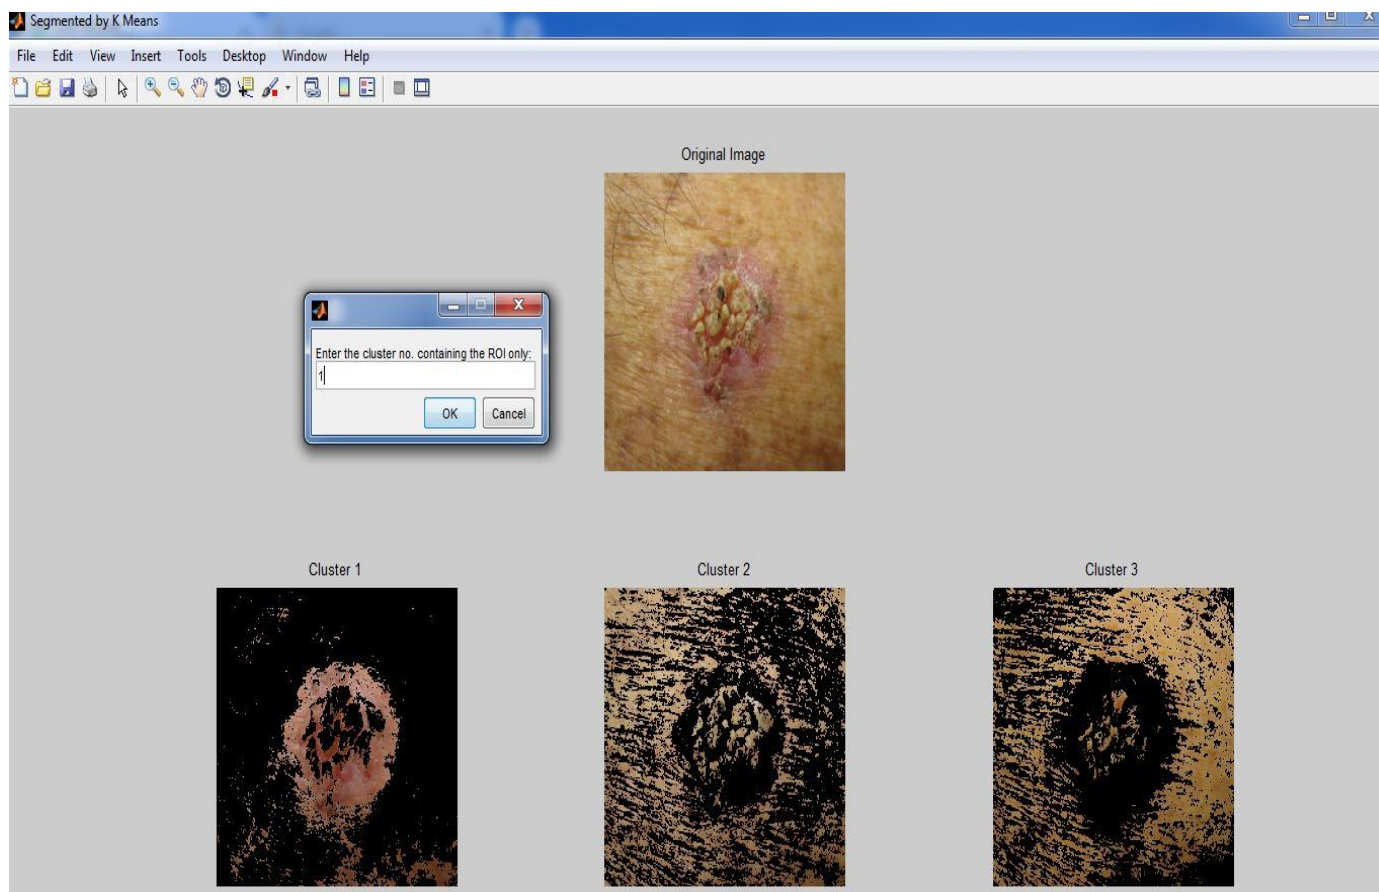 Segmented by K Means
File Edit View Insert Tools Desktop Window Help
Original Image
Enter the cluster no. containing the ROI only:
1
OK Cancel
Cluster 1 Cluster 2 Cluster 3